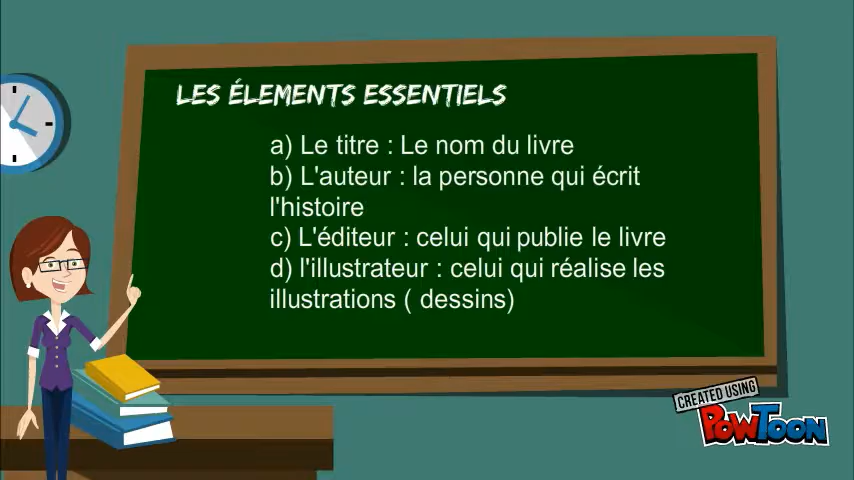 LES ÉLEMENTS ESSENTIELS
a) Le titre : Le nom du livre
b) L'auteur : la personne qui écrit
l'histoire
c) L'éditeur : celui qui publie le livre
d) l'illustrateur : celui qui réalise les
illustrations ( dessins)
CREATED USING
POWTOON